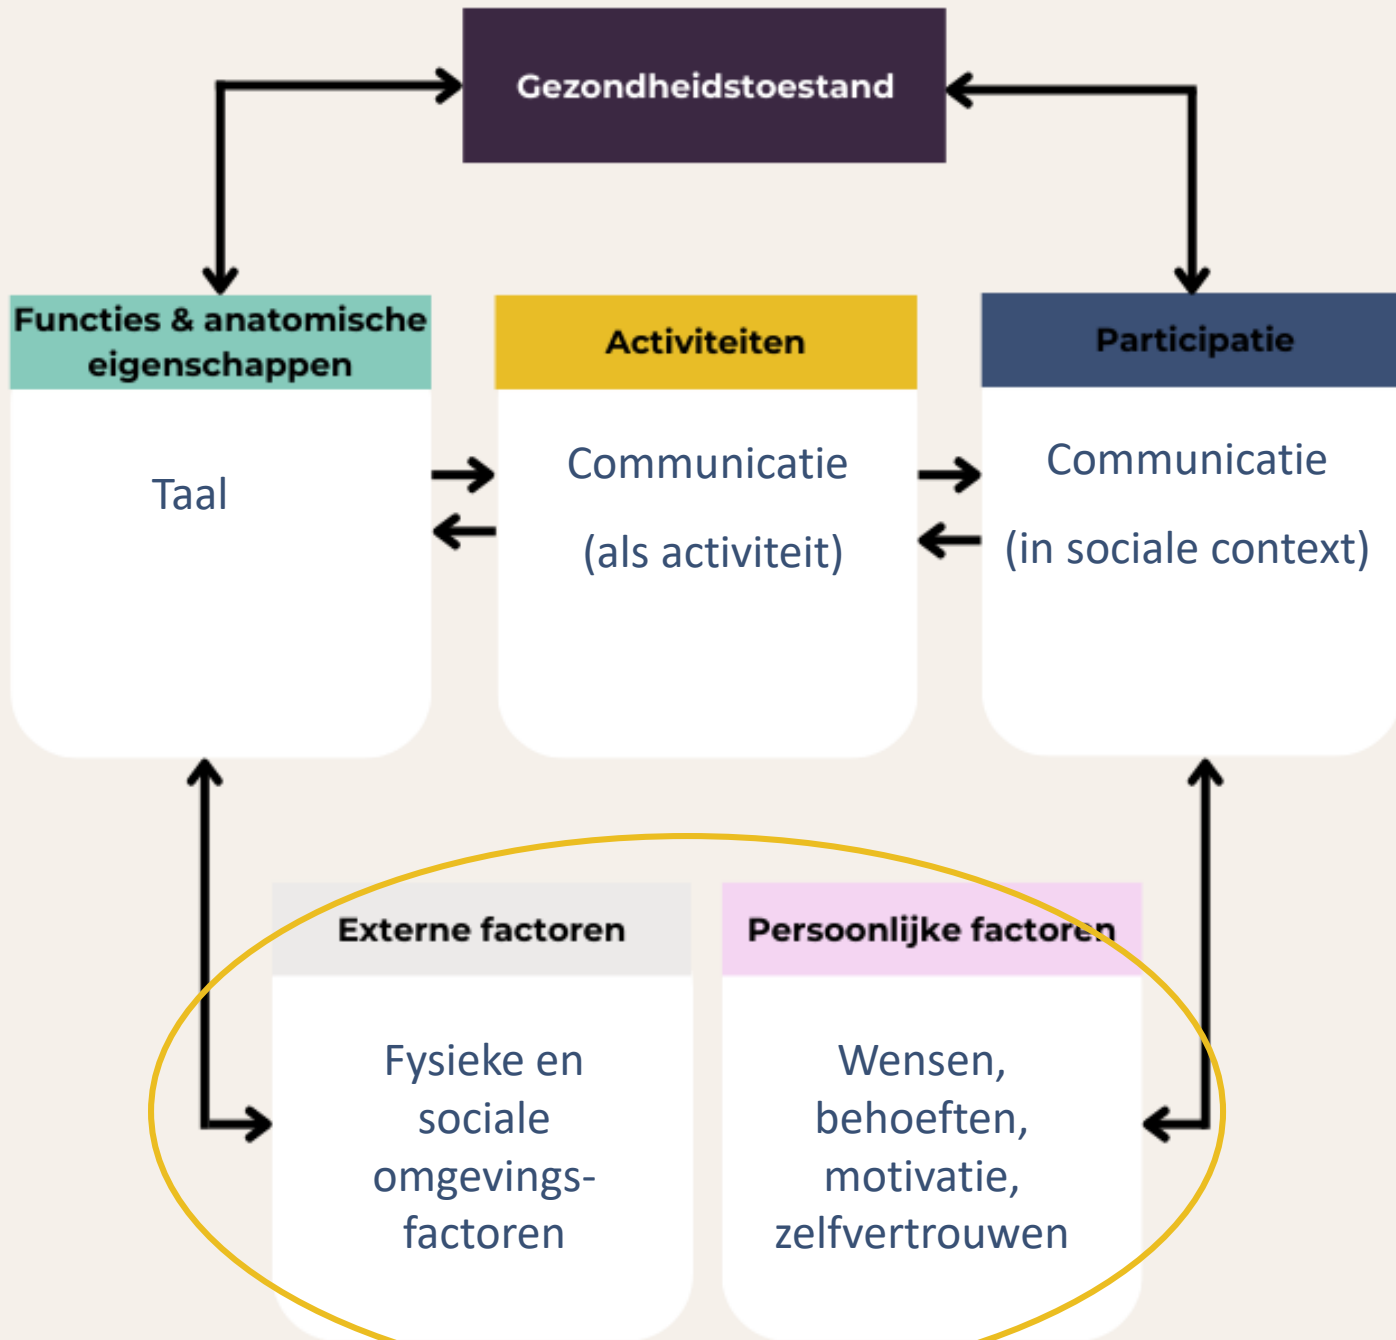 Gezondheidstoestand
Functies & anatomische
eigenschappen
Taal
Activiteiten
Communicatie
(als activiteit)
Participatie
Communicatie
(in sociale context)
Externe factoren
Fysieke en
sociale
omgevings-
factoren
Persoonlijke factoren
Wensen,
behoeften,
motivatie,
zelfvertrouwen